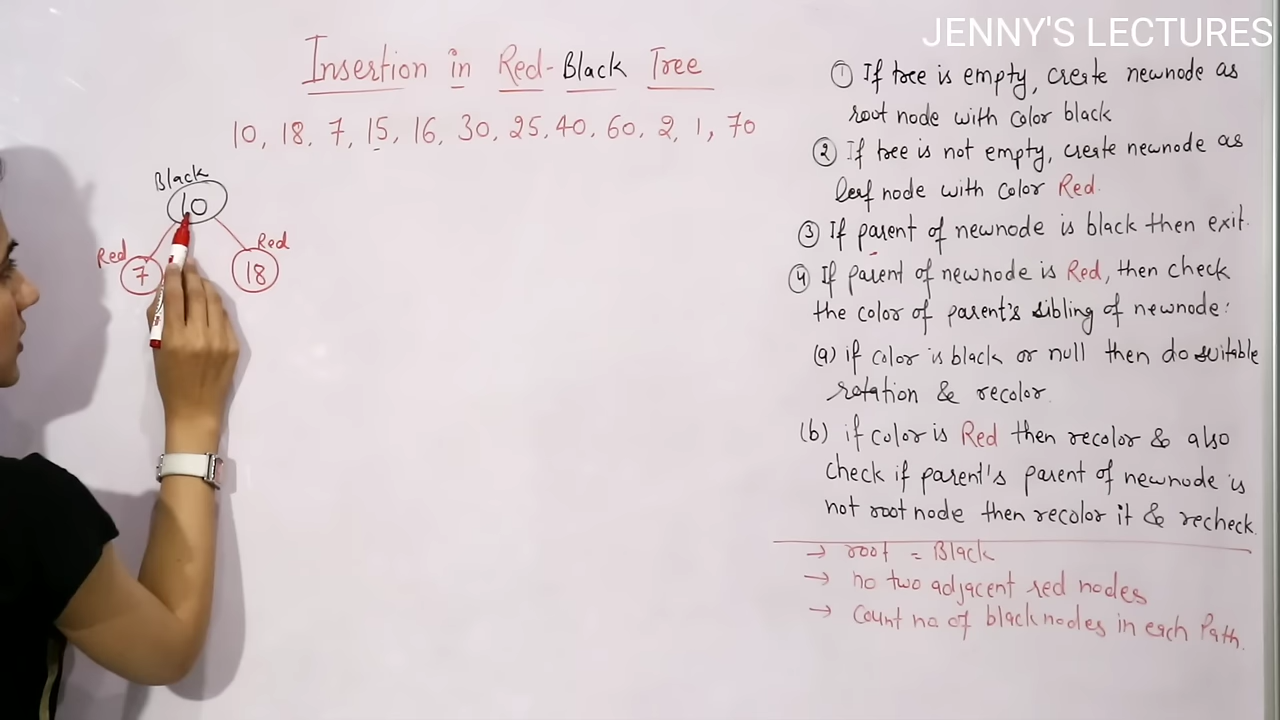 JENNY'S LECTURES
Insertion in Red-Black Tree
10, 18, 7, 15, 16, 30, 25, 40, 60, 2, 1, 70
Black
10
Red
Red
7
18
① If tree is empty, create newnode as
root node with color black
② If tree is not empty, create newnode as
leaf node with color Red.
③ If parent of newnode is black then exit.
④ If parent of newnode is Red, then check
the color of parent's sibling of newnode:
(a) if color is black or null then do suitable
rotation & recolor.
(b) if color is Red then recolor & also
check if parent's parent of newnode is
not root node then recolor it & recheck.
→ root = Black
→ no two adjacent red nodes
→ Count no of black nodes in each Path.